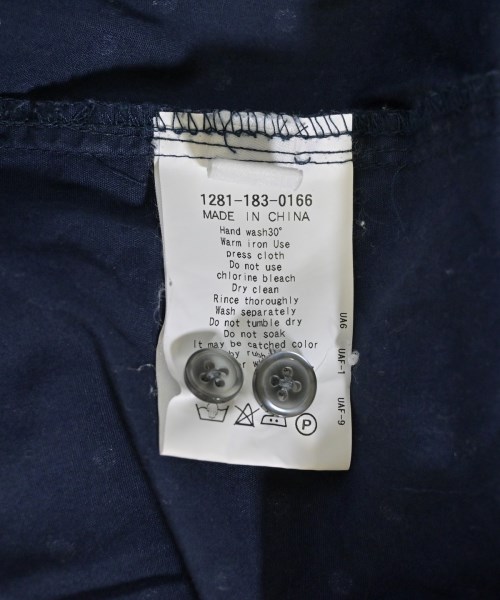 1281-183-0166
MADE IN CHINA
Hand wash30°
Warm iron Use
press cloth
Do not use
chlorine bleach
Dry clean
Rince thoroughly
Wash separately
Do not tumble dry
Do not soak
It may be catched color
by
P
UA6
UAF-1
UAF-9